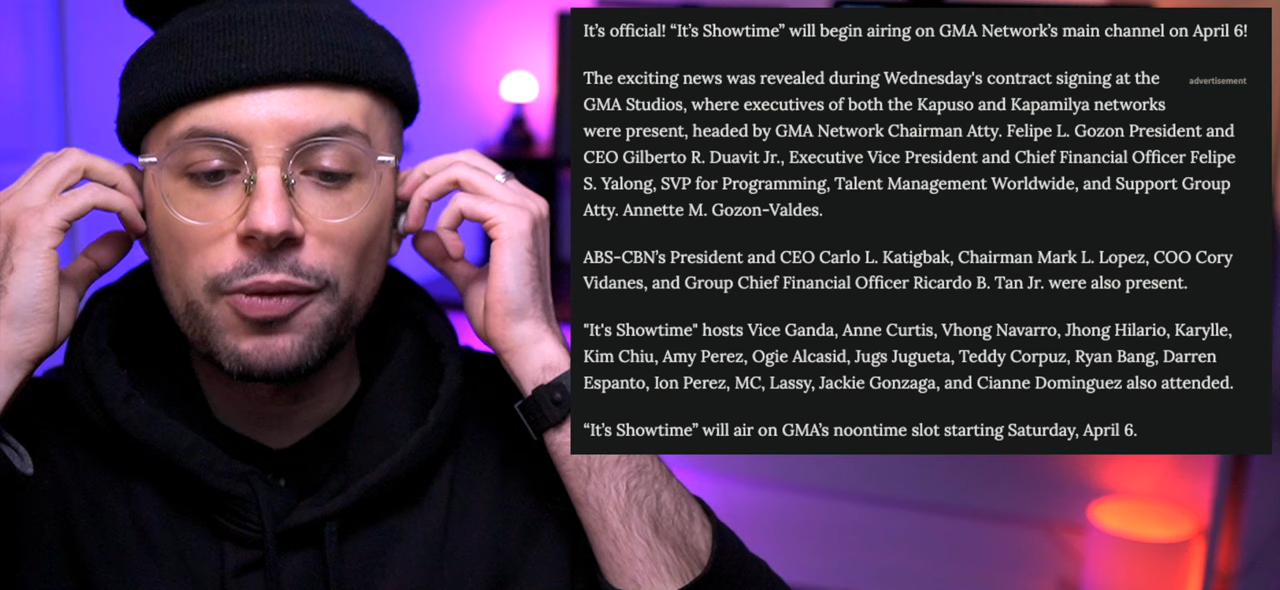 It’s official! “It’s Showtime” will begin airing on GMA Network’s main channel on April 6!
The exciting news was revealed during Wednesday's contract signing at the
advertisement
GMA Studios, where executives of both the Kapuso and Kapamilya networks
were present, headed by GMA Network Chairman Atty. Felipe L. Gozon President and
CEO Gilberto R. Duavit Jr., Executive Vice President and Chief Financial Officer Felipe
S. Yalong, SVP for Programming, Talent Management Worldwide, and Support Group
Atty. Annette M. Gozon-Valdes.
ABS-CBN’s President and CEO Carlo L. Katigbak, Chairman Mark L. Lopez, COO Cory
Vidanes, and Group Chief Financial Officer Ricardo B. Tan Jr. were also present.
"It's Showtime" hosts Vice Ganda, Anne Curtis, Vhong Navarro, Jhong Hilario, Karylle,
Kim Chiu, Amy Perez, Ogie Alcasid, Jugs Jugueta, Teddy Corpuz, Ryan Bang, Darren
Espanto, Ion Perez, MC, Lassy, Jackie Gonzaga, and Cianne Dominguez also attended.
“It’s Showtime” will air on GMA’s noontime slot starting Saturday, April 6.